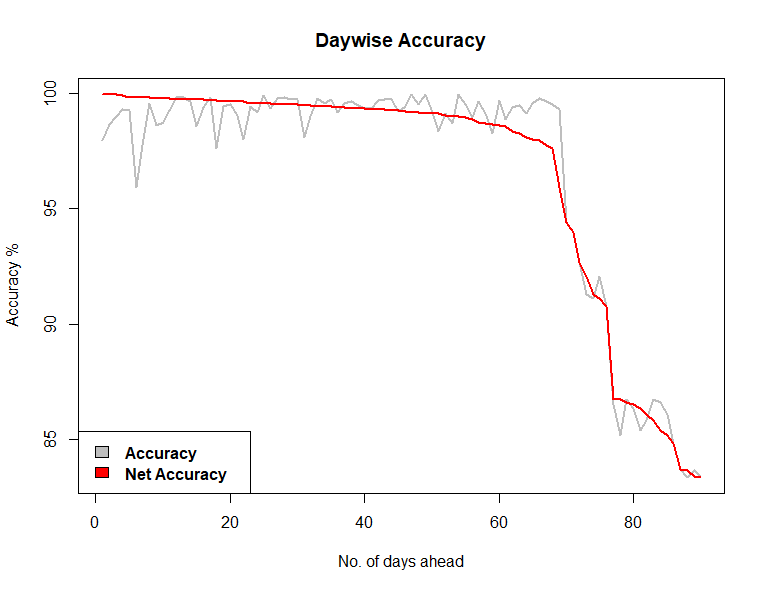 Daywise Accuracy
Accuracy %
100
95
90
85
Accuracy
Net Accuracy
0 20 40 60 80
No. of days ahead